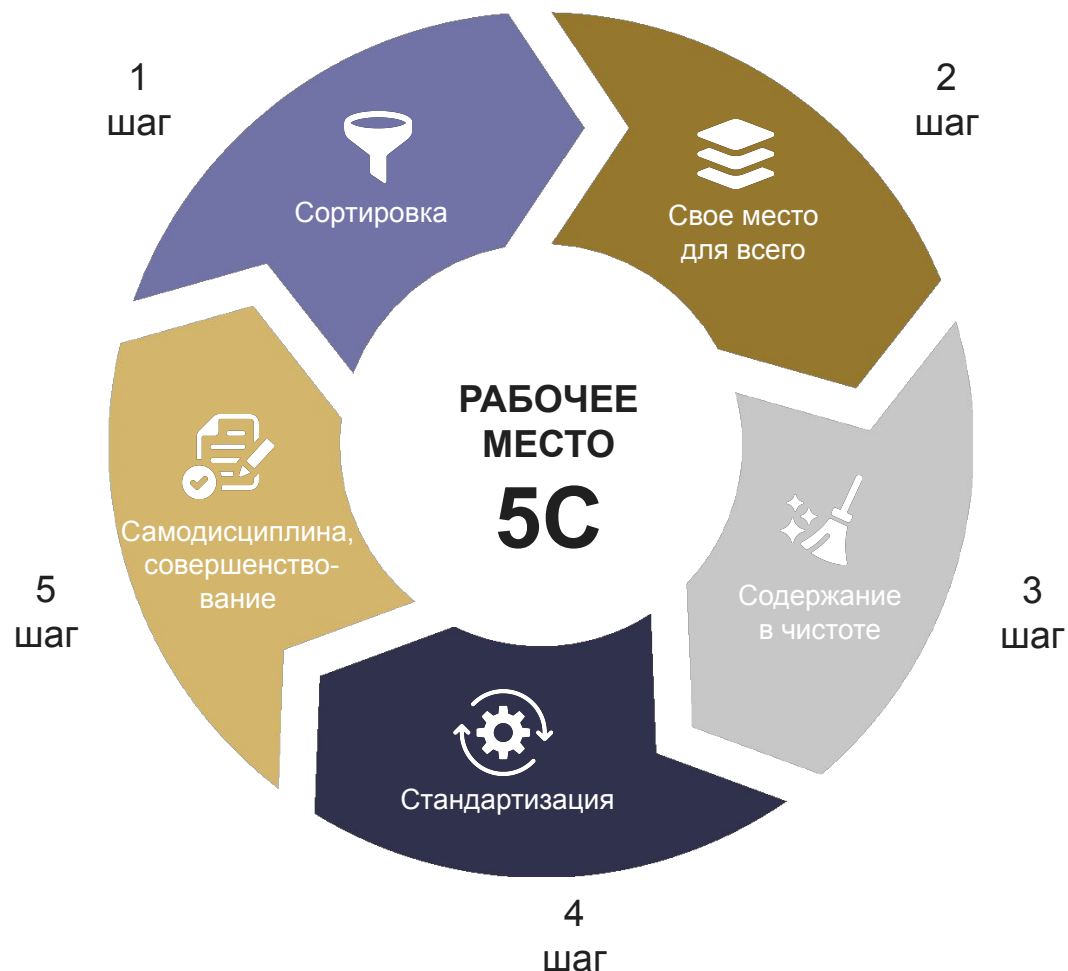 1
шаг
Сортировка
2
шаг
Свое место
для всего
РАБОЧЕЕ
МЕСТО
5С
3
шаг
Содержание
в чистоте
4
шаг
Стандартизация
5
шаг
Самодисциплина,
совершенство-
вание